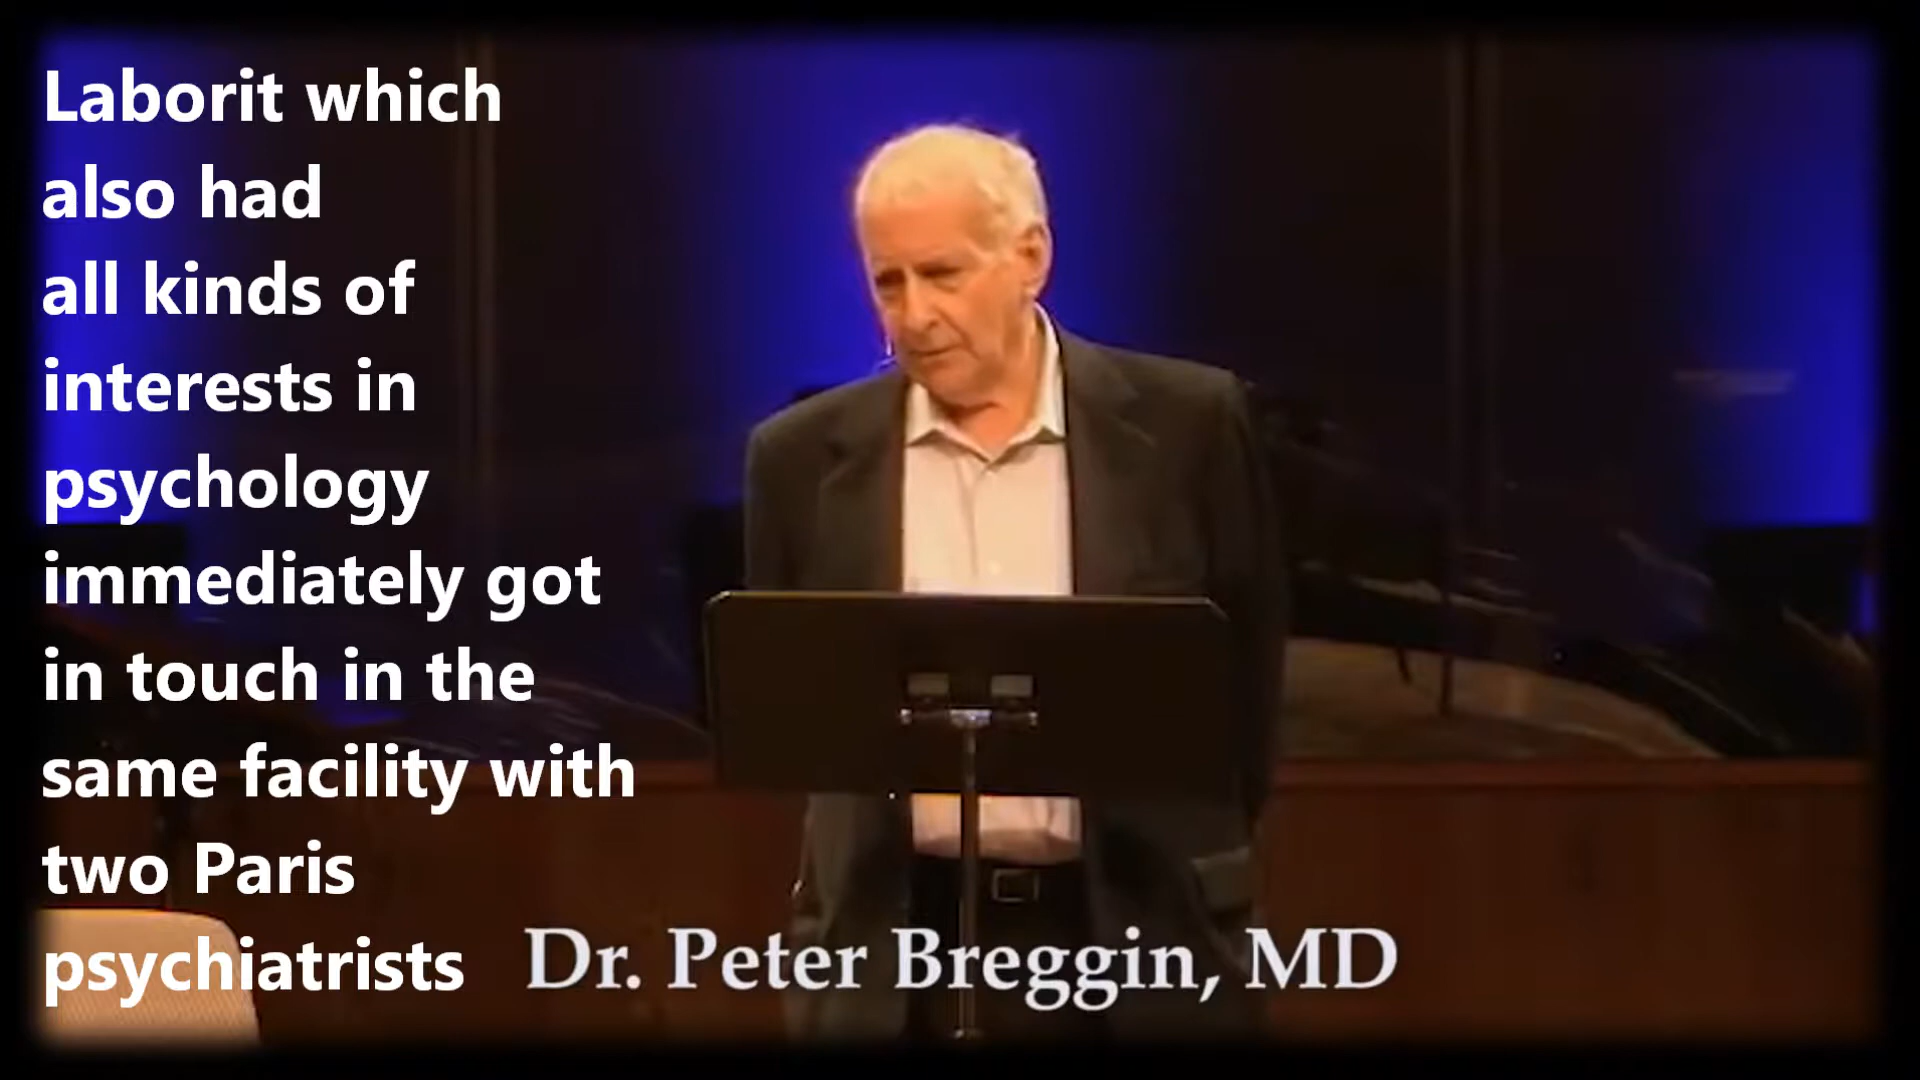 Laborit which
also had
all kinds of
interests in
psychology
immediately got
in touch in the
same facility with
two Paris
psychiatrists
Dr. Peter Breggin, MD